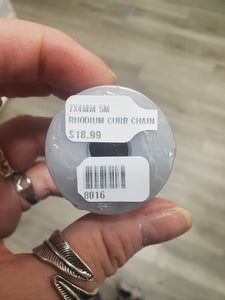 7X4MM 5M
RHODIUM CURB CHAIN
$18.99
8016